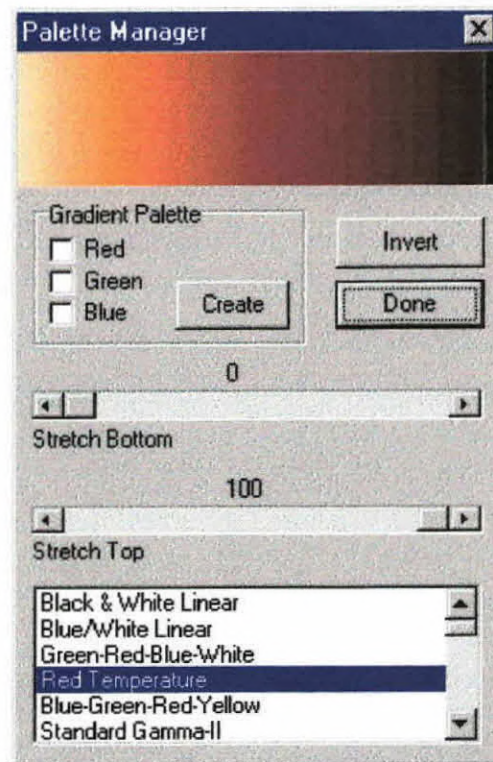 Palette Manager
Gradient Palette
Red
Green
Blue
Create
Invert
Done
0
Stretch Bottom
100
Stretch Top
Black & White Linear
Blue/White Linear
Green-Red-Blue-White
Red Temperature
Blue-Green-Red-Yellow
Standard Gamma-II